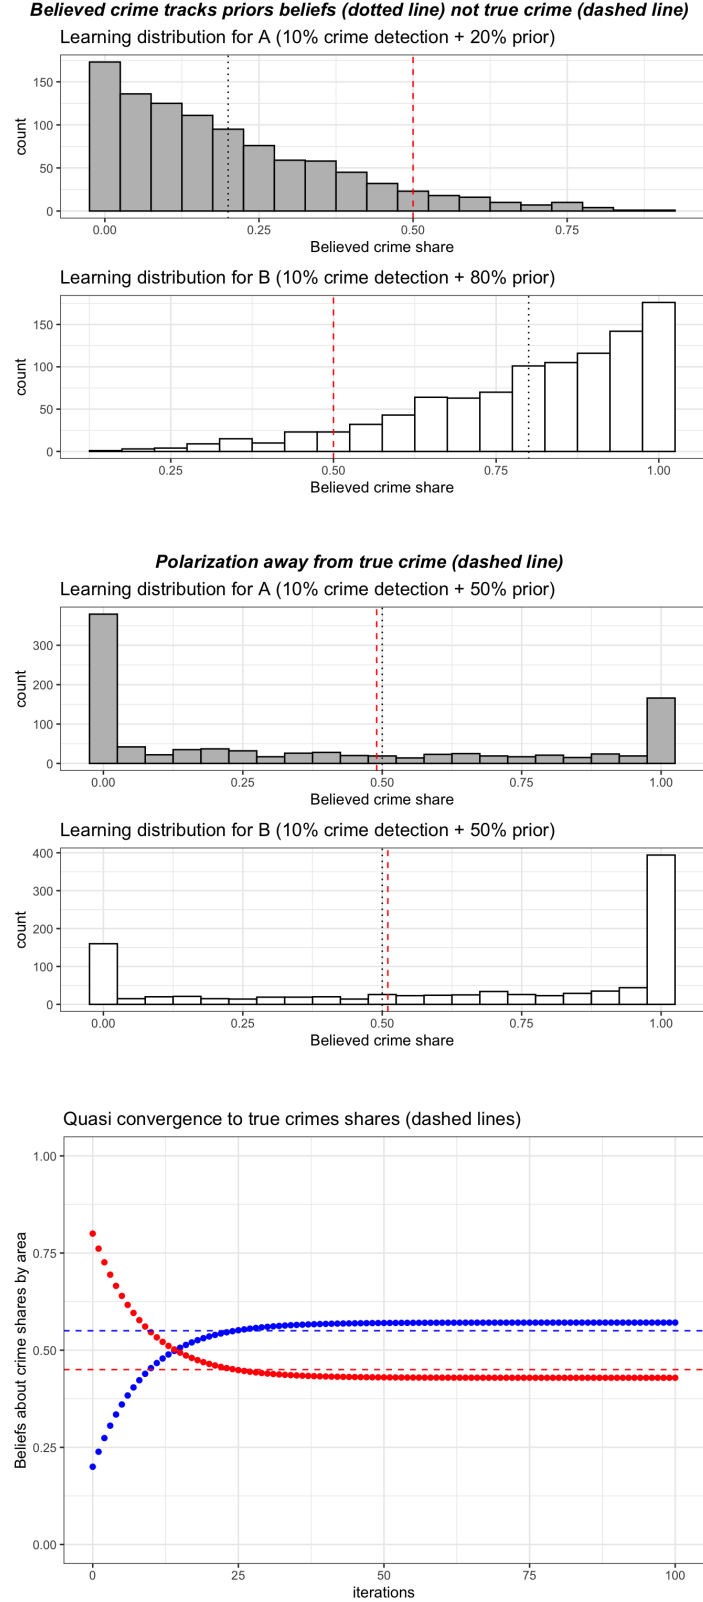 Believed crime tracks priors beliefs (dotted line) not true crime (dashed line)
Learning distribution for A (10% crime detection + 20% prior)
150
100
50
0
count
0.00 0.25 0.50 0.75
Believed crime share
Learning distribution for B (10% crime detection + 80% prior)
150
100
50
0
count
0.25 0.50 0.75 1.00
Believed crime share
Polarization away from true crime (dashed line)
Learning distribution for A (10% crime detection + 50% prior)
300
200
100
0
count
0.00 0.25 0.50 0.75 1.00
Believed crime share
Learning distribution for B (10% crime detection + 50% prior)
400
300
200
100
0
count
0.00 0.25 0.50 0.75 1.00
Believed crime share
Quasi convergence to true crimes shares (dashed lines)
1.00
0.75
0.50
0.25
0.00
Beliefs about crime shares by area
0 25 50 75 100
iterations